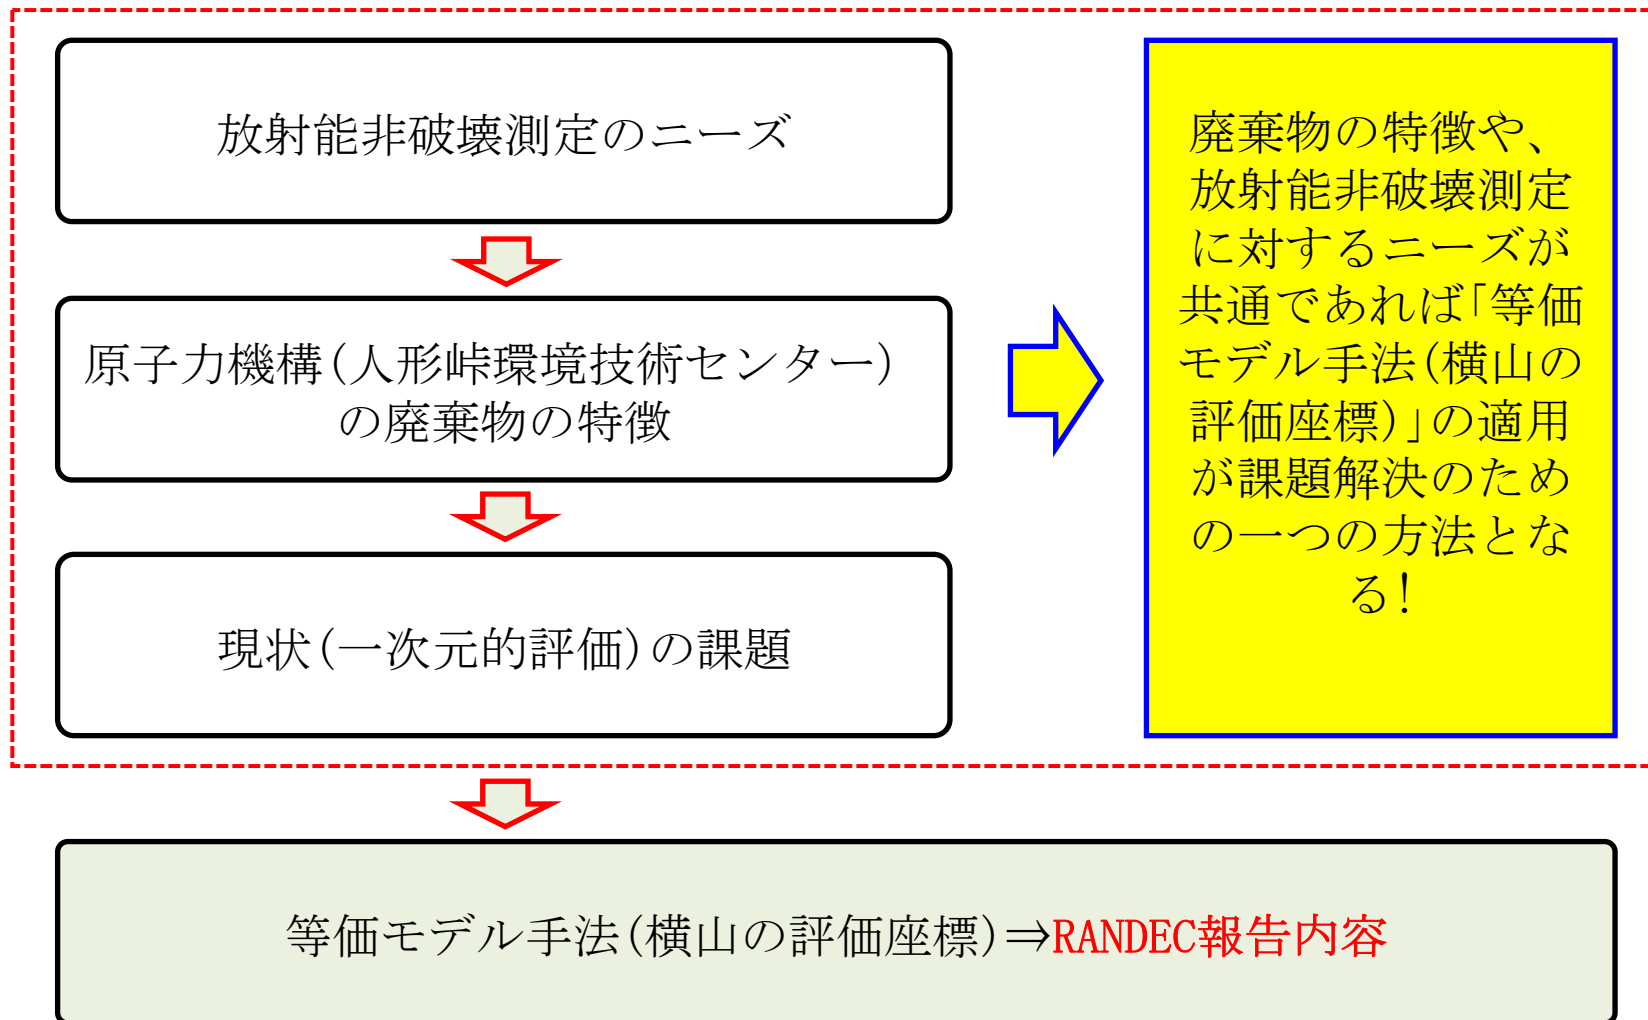 放射能非破壊測定のニーズ
原子力機構(人形峠環境技術センター)
の廃棄物の特徴
現状(一次元的評価)の課題
廃棄物の特徴や、
放射能非破壊測定
に対するニーズが
共通であれば「等価
モデル手法(横山の
評価座標)」の適用
が課題解決のため
の一つの方法とな
る!
等価モデル手法(横山の評価座標)⇒RANDEC報告内容